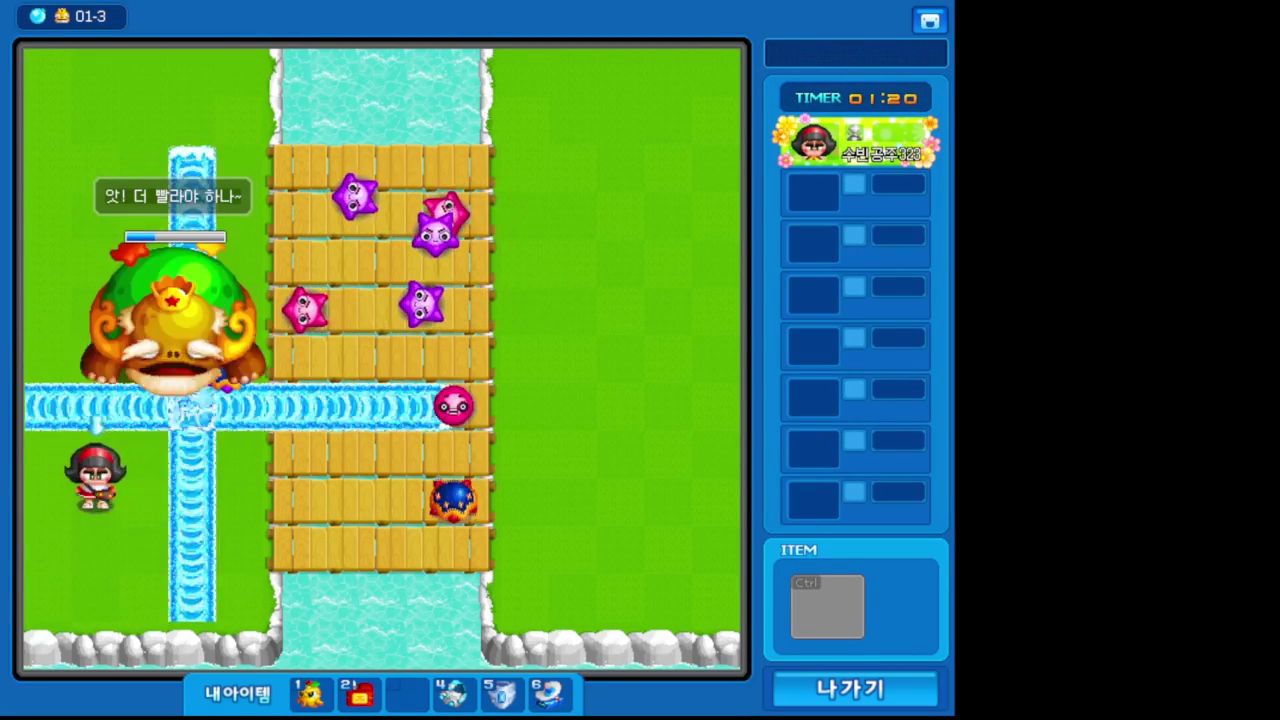 01-3
TIMER 01:20
수빈공주323
앗! 더 빨라야 하나~
ITEM
Ctrl
내 아이템
1
2
4
5
6
나가기